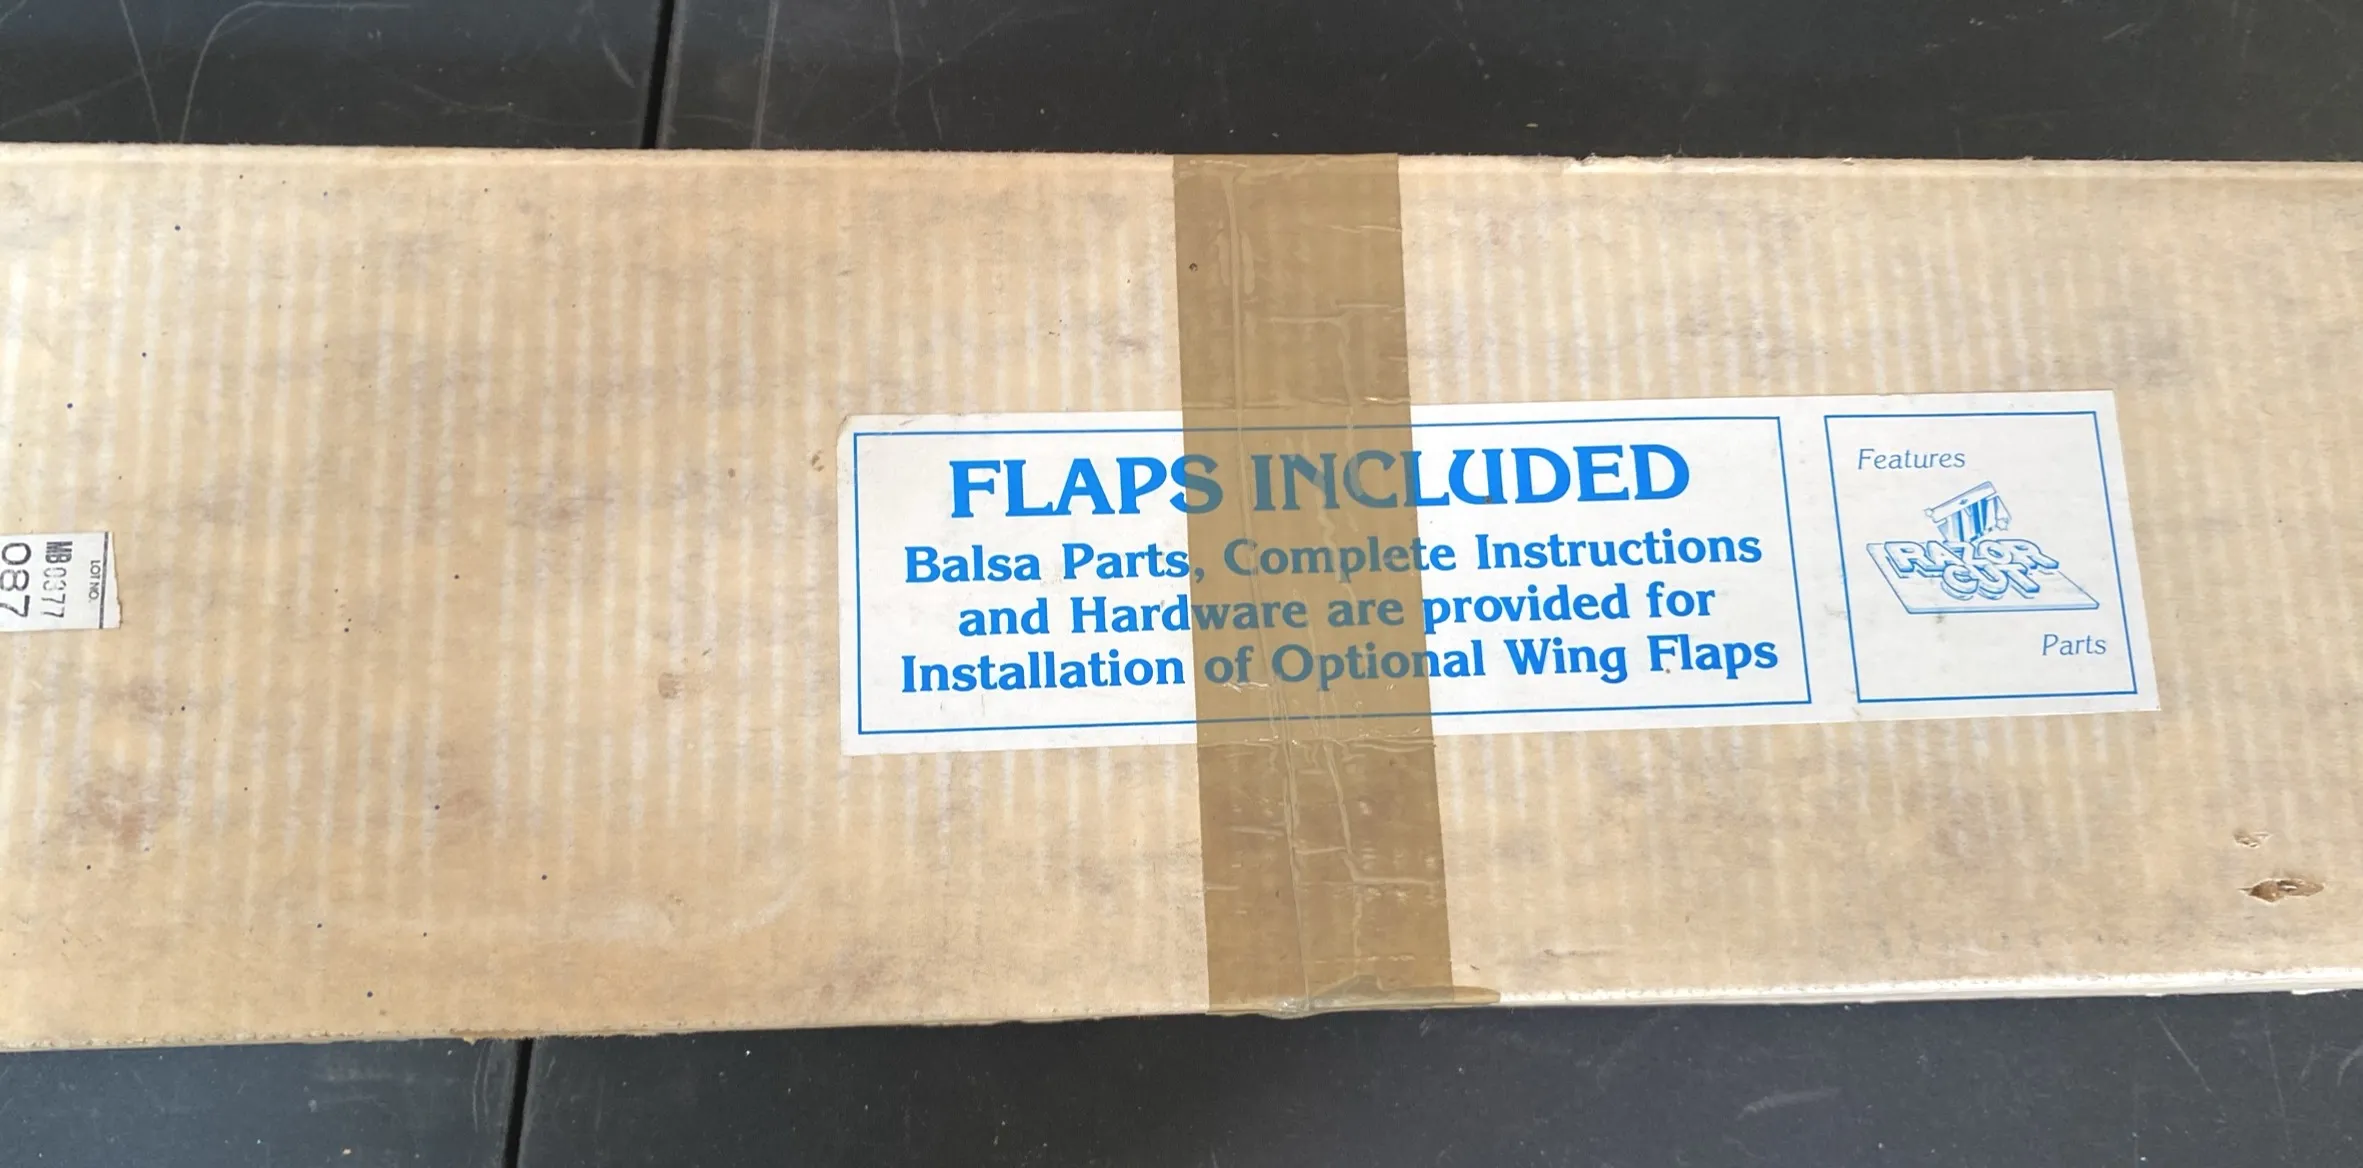 LOT NO.
MB0377
087
FLAPS INCLUDED
Balsa Parts, Complete Instructions
and Hardware are provided for
Installation of Optional Wing Flaps
Features
RAZOR
CUT
Parts